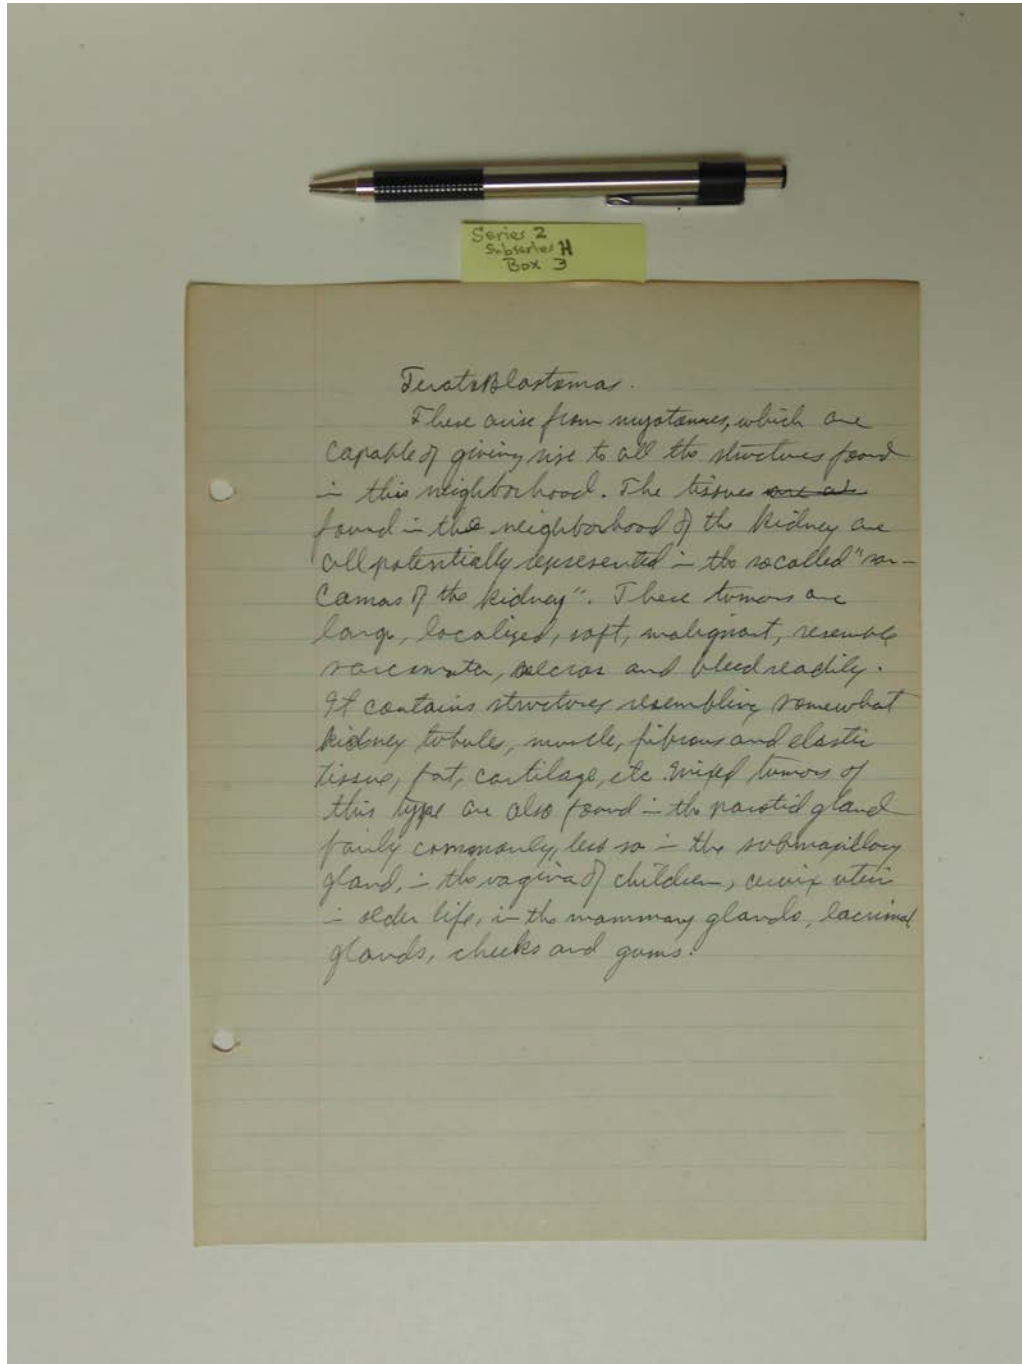 Series 2
Subseries H
Box 3
TeratoBlastomas.
These arise from myotomes, which are
capable of giving rise to all the structures found
in this neighborhood. The tissues are
found in the neighborhood of the kidney are
all potentially represented in the socalled "sar-
comas of the kidney". These tumors are
large, localized, soft, malignant, resemble
sarcomata, and bleed readily.
It contains structures resembling somewhat
kidney tubules, muscle, fibrous and elastic
tissue, fat, cartilage, etc. Mixed tumors of
this type are also found in the parotid gland
fairly commonly, less so in the submaxillary
gland, in the vagina of children, cervix uteri
in older life, in the mammary glands, lacrimal
glands, cheeks and gums.